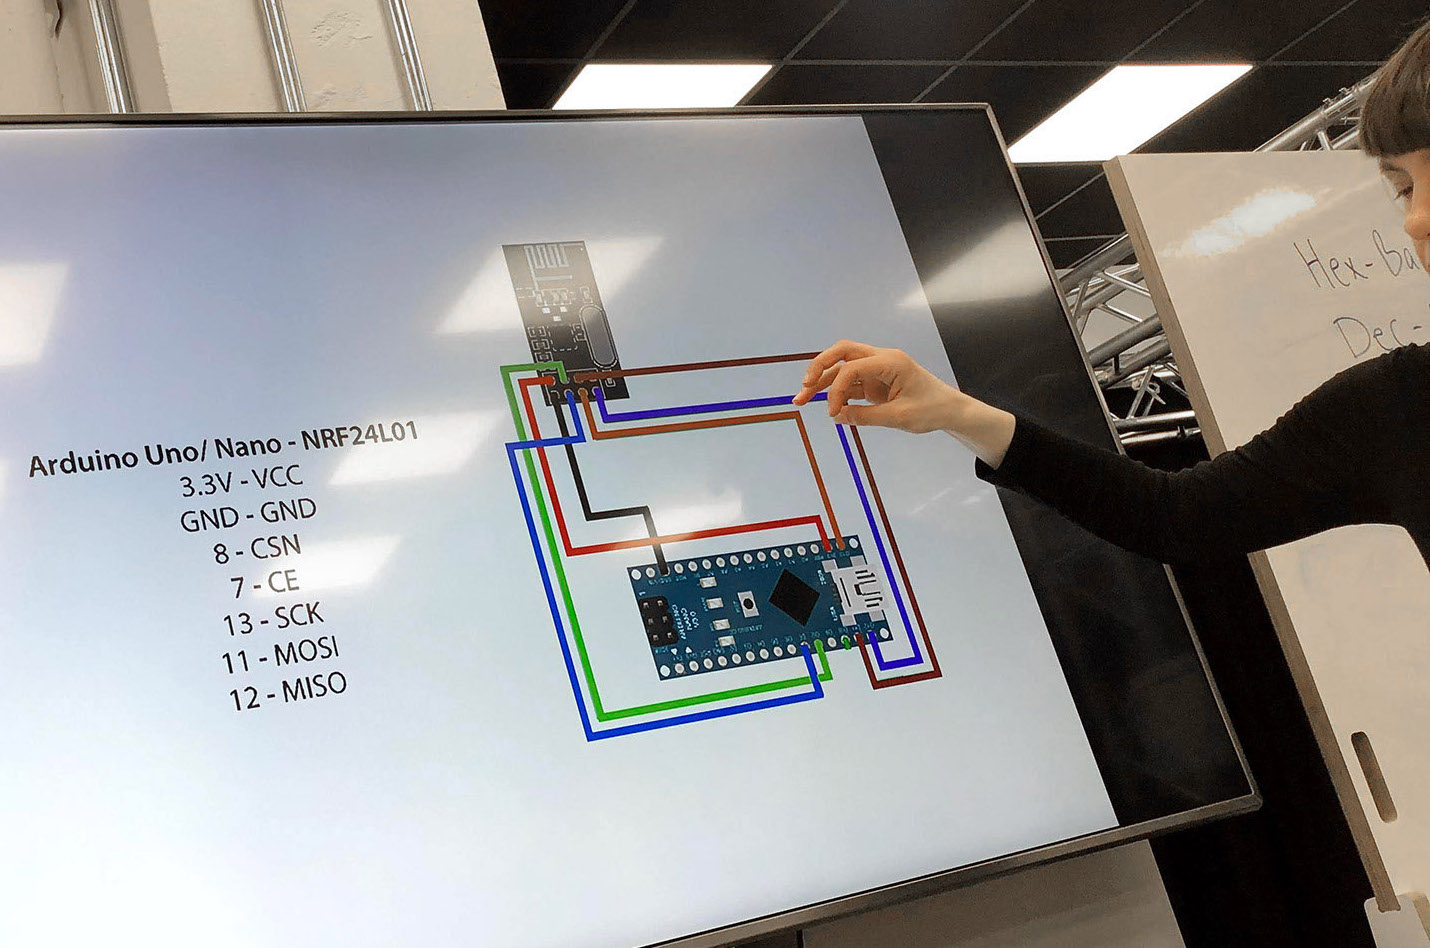 Arduino Uno/ Nano - NRF24L01
3.3V - VCC
GND - GND
8 - CSN
7 - CE
13 - SCK
11 - MOSI
12 - MISO
Hex-Ba
Dec-